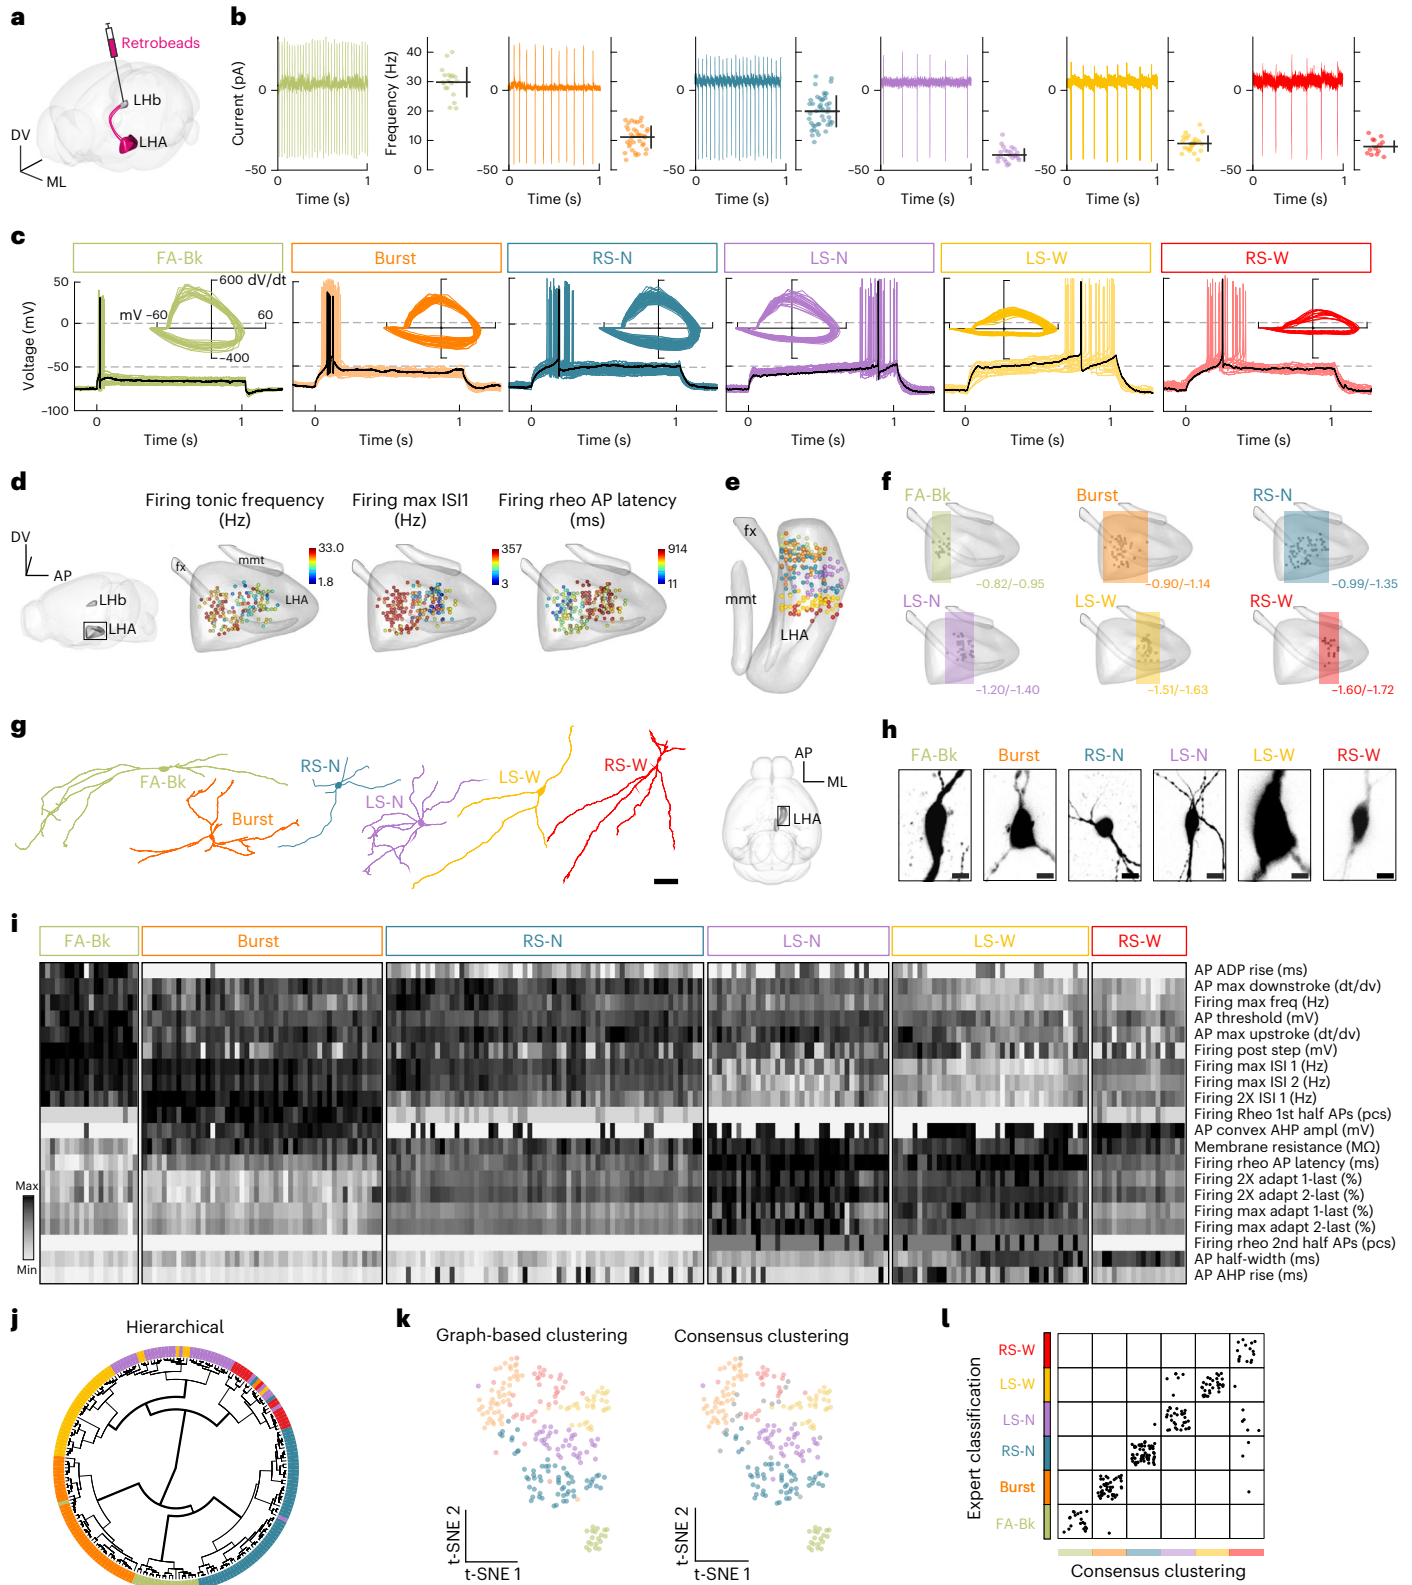 a
Retrobeads
LHb
LHA
DV
ML
b
Current (pA)
0
−50
0
1
Time (s)
Frequency (Hz)
40
30
20
10
0
0
−50
0
1
Time (s)
0
−50
0
1
Time (s)
0
−50
0
1
Time (s)
0
−50
0
1
Time (s)
0
−50
0
1
Time (s)
c
FA-Bk
Burst
RS-N
LS-N
LS-W
RS-W
Voltage (mV)
50
0
−50
−100
600 dV/dt
mV −60
60
−400
0
1
Time (s)
0
1
Time (s)
0
1
Time (s)
0
1
Time (s)
0
1
Time (s)
0
1
Time (s)
d
DV
AP
LHb
LHA
Firing tonic frequency
(Hz)
33.0
1.8
fx
mmt
LHA
Firing max ISI1
(Hz)
357
3
Firing rheo AP latency
(ms)
914
11
e
fx
mmt
LHA
f
FA-Bk
−0.82/−0.95
Burst
−0.90/−1.14
RS-N
−0.99/−1.35
LS-N
−1.20/−1.40
LS-W
−1.51/−1.63
RS-W
−1.60/−1.72
g
FA-Bk
Burst
RS-N
LS-N
LS-W
RS-W
AP
ML
LHA
h
FA-Bk
Burst
RS-N
LS-N
LS-W
RS-W
i
FA-Bk
Burst
RS-N
LS-N
LS-W
RS-W
AP ADP rise (ms)
AP max downstroke (dt/dv)
Firing max freq (Hz)
AP threshold (mV)
AP max upstroke (dt/dv)
Firing post step (mV)
Firing max ISI 1 (Hz)
Firing max ISI 2 (Hz)
Firing 2X ISI 1 (Hz)
Firing Rheo 1st half APs (pcs)
AP convex AHP ampl (mV)
Membrane resistance (MΩ)
Firing rheo AP latency (ms)
Firing 2X adapt 1-last (%)
Firing 2X adapt 2-last (%)
Firing max adapt 1-last (%)
Firing max adapt 2-last (%)
Firing rheo 2nd half APs (pcs)
AP half-width (ms)
AP AHP rise (ms)
Max
Min
j
Hierarchical
k
Graph-based clustering
t-SNE 2
t-SNE 1
Consensus clustering
t-SNE 2
t-SNE 1
l
Expert classification
RS-W
LS-W
LS-N
RS-N
Burst
FA-Bk
Consensus clustering